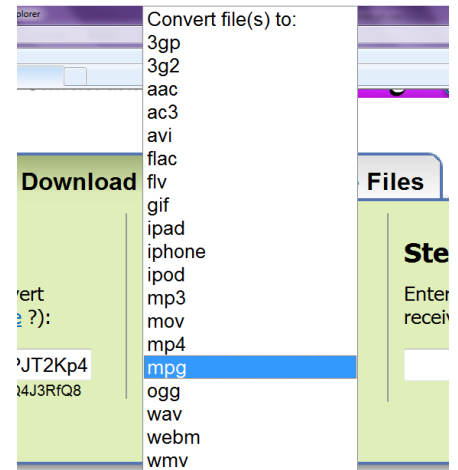 plorer
Convert file(s) to:
3gp
3g2
aac
ac3
avi
flac
flv
gif
ipad
iphone
ipod
mp3
mov
mp4
mpg
ogg
wav
webm
wmv
Download
Files
vert
e ?):
PJT2Kp4
Q4J3RfQ8
Ste
Enter
receiv